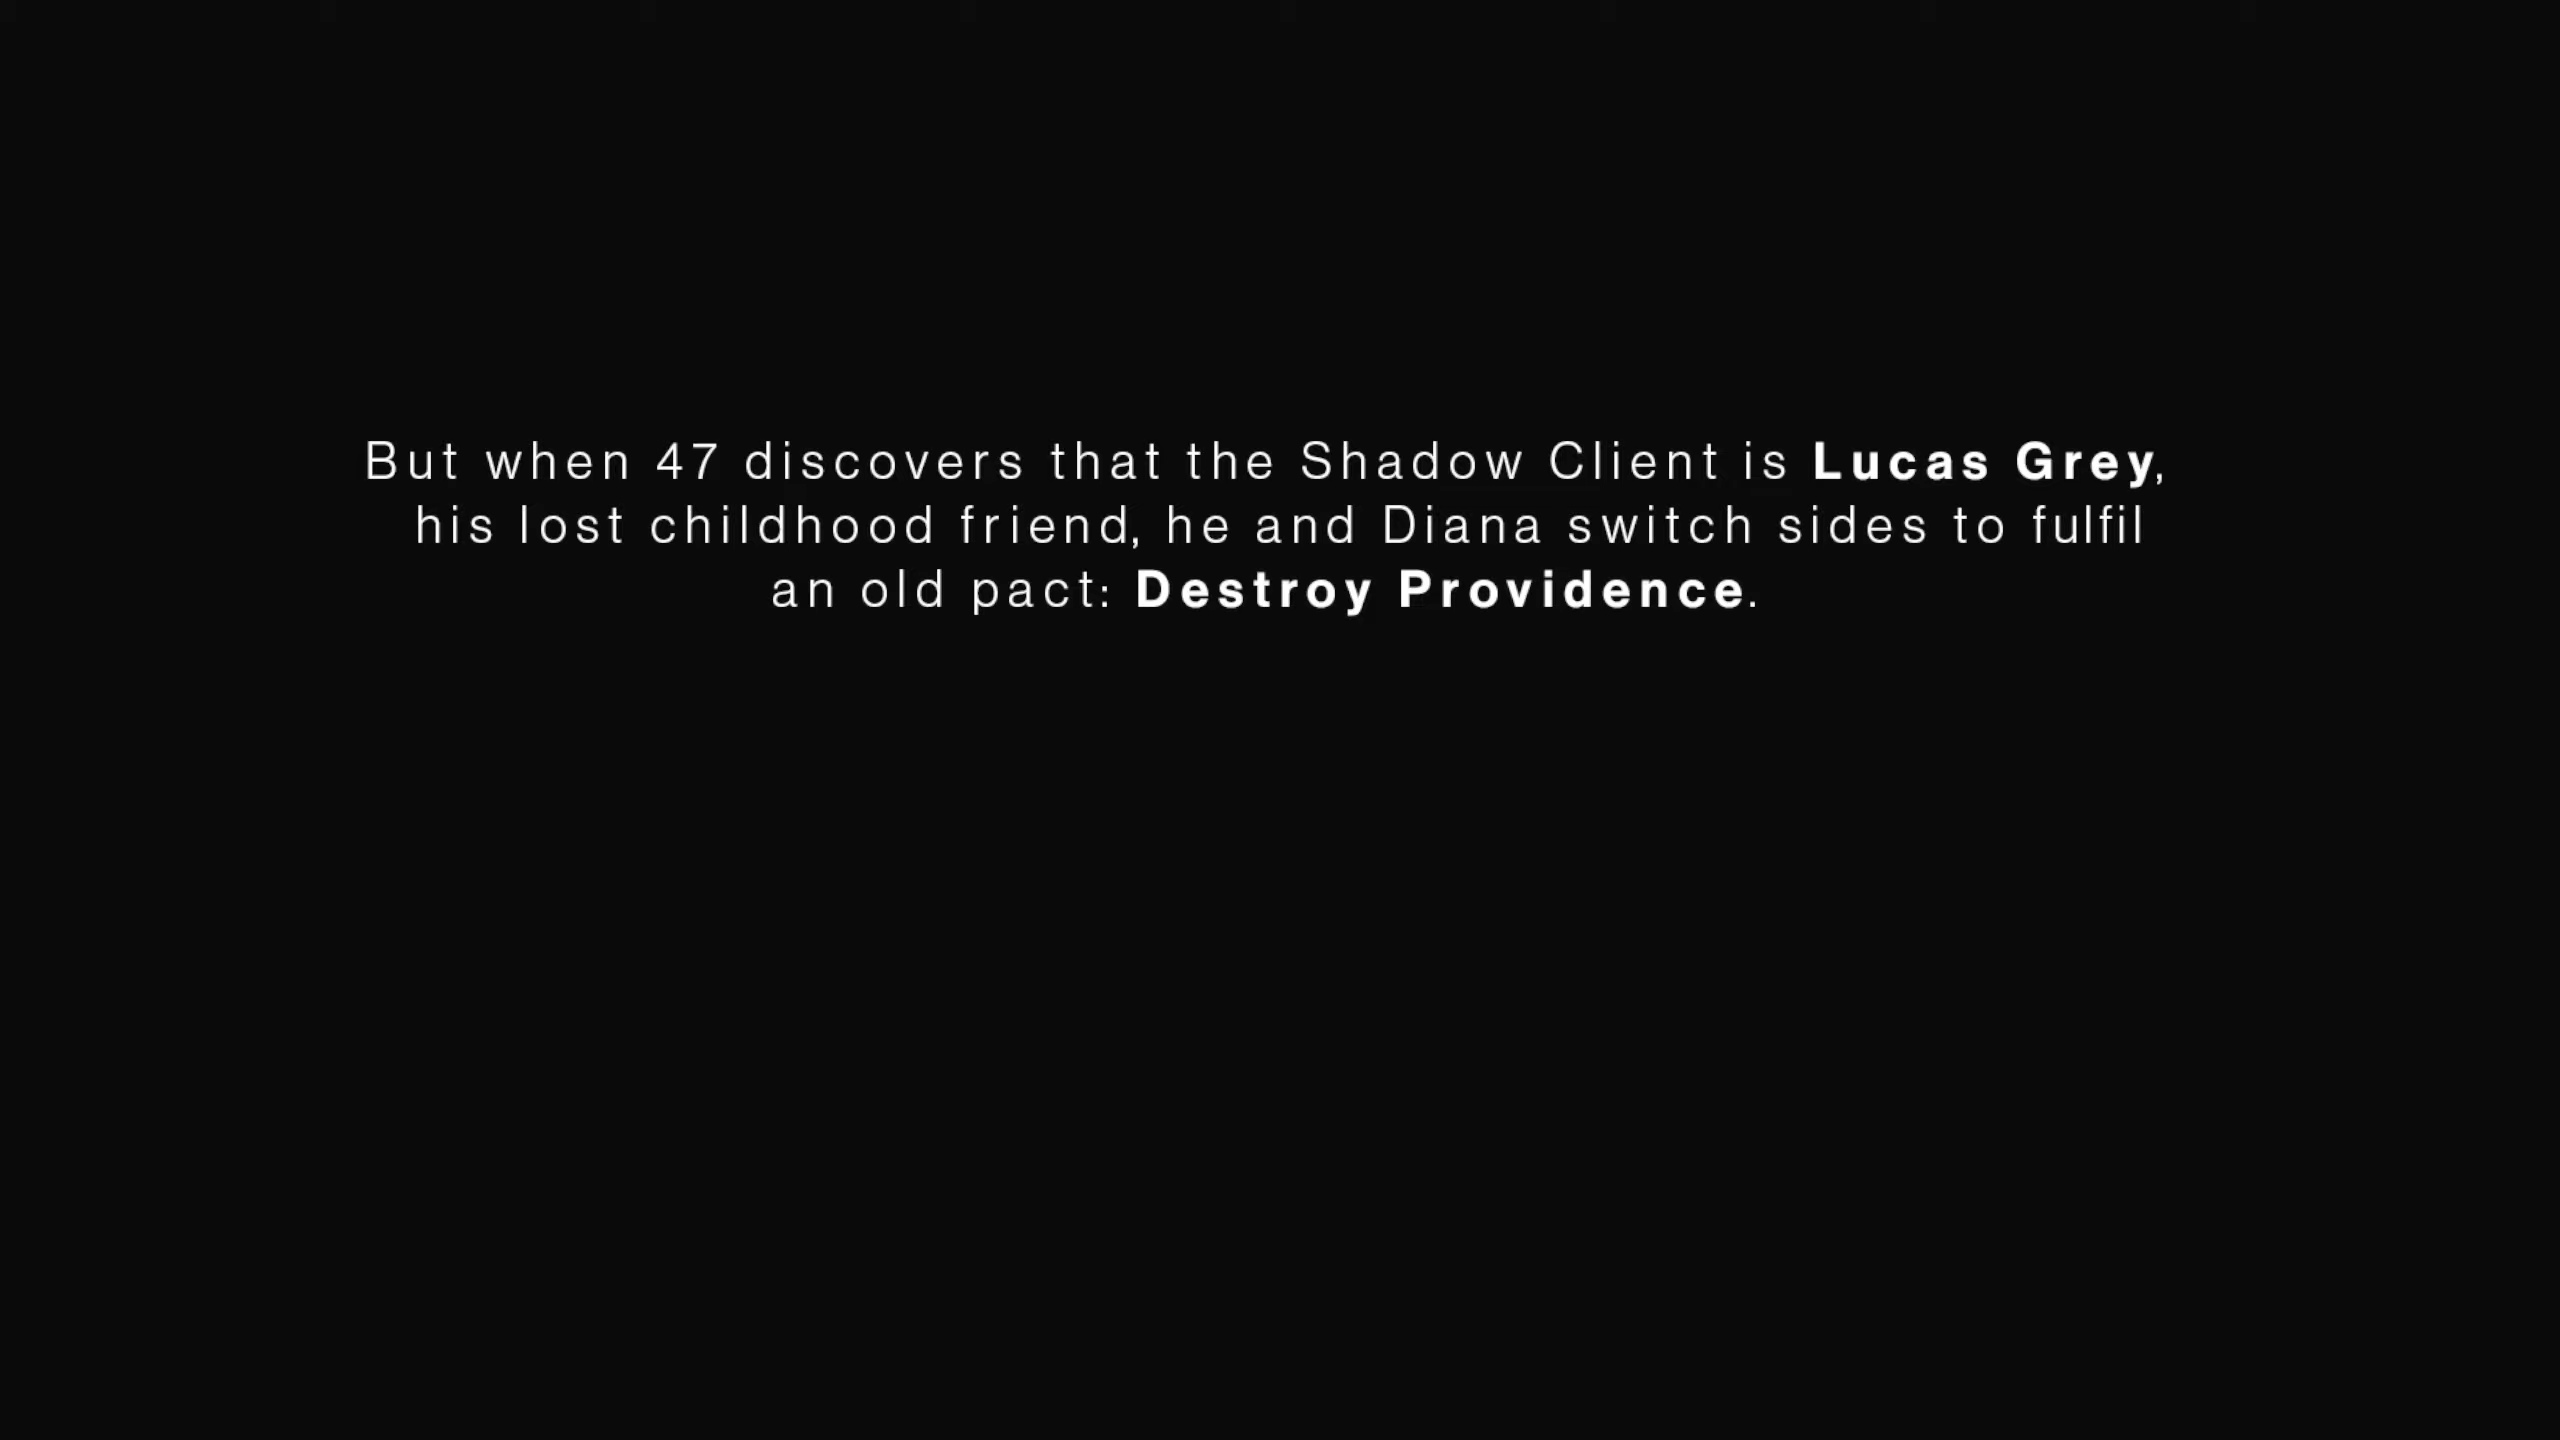 But when 47 discovers that the Shadow Client is Lucas Grey,
his lost childhood friend, he and Diana switch sides to fulfil
an old pact: Destroy Providence.